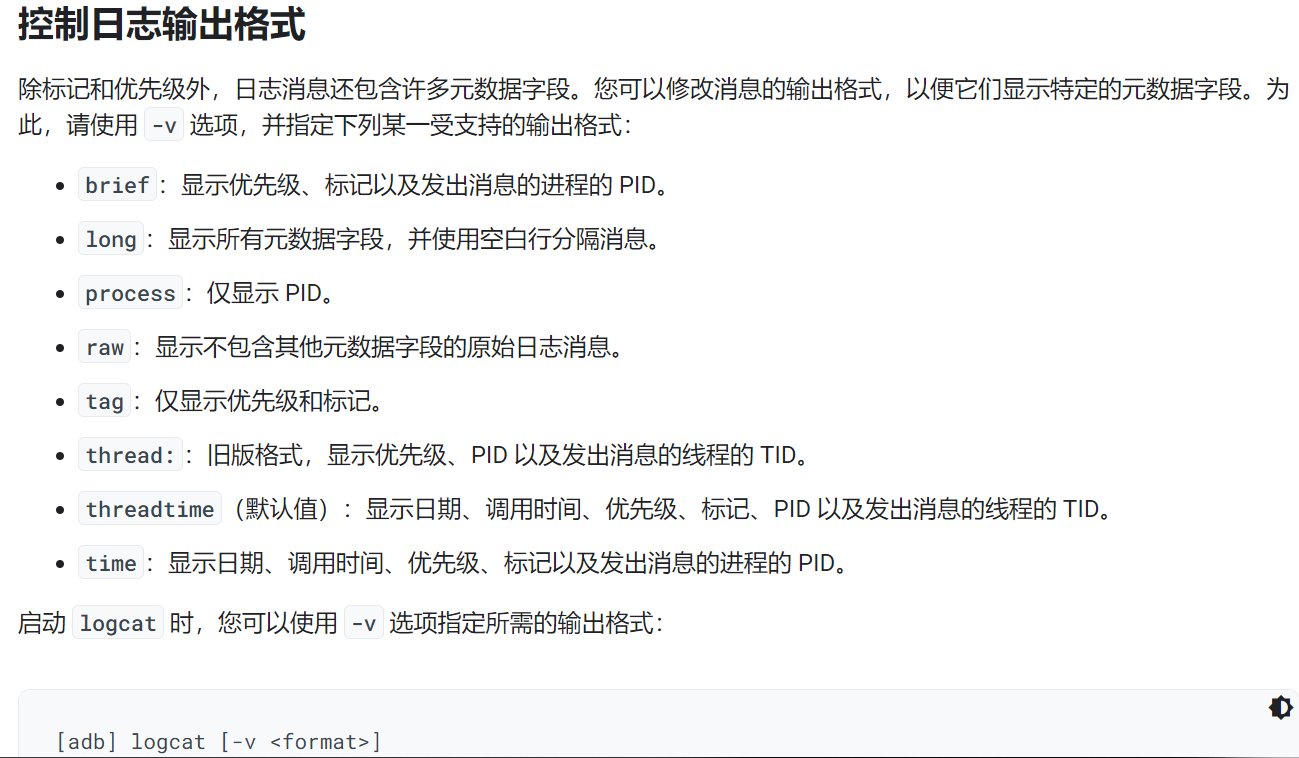 控制日志输出格式
除标记和优先级外，日志消息还包含许多元数据字段。您可以修改消息的输出格式，以便它们显示特定的元数据字段。为
此，请使用 -v 选项，并指定下列某一受支持的输出格式：
• brief：显示优先级、标记以及发出消息的进程的 PID。
• long：显示所有元数据字段，并使用空白行分隔消息。
• process：仅显示 PID。
• raw：显示不包含其他元数据字段的原始日志消息。
• tag：仅显示优先级和标记。
• thread:：旧版格式，显示优先级、PID 以及发出消息的线程的 TID。
• threadtime（默认值）：显示日期、调用时间、优先级、标记、PID 以及发出消息的线程的 TID。
• time：显示日期、调用时间、优先级、标记以及发出消息的进程的 PID。
启动 logcat 时，您可以使用 -v 选项指定所需的输出格式：
[adb] logcat [-v <format>]